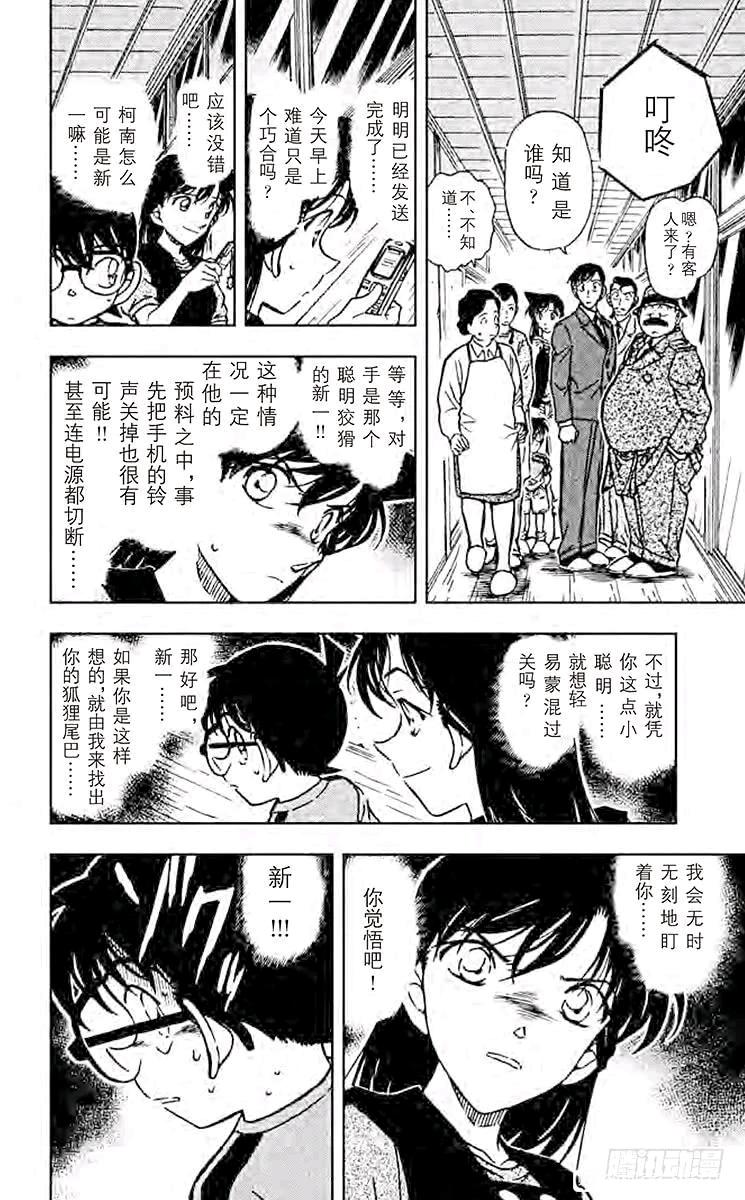 叮咚
嗯?有客
人来了?
知道是
谁吗?
不、不知
道……
明明已经发送
完成了……
今天早上
难道只是
个巧合吗?
应该没错
吧……
柯南怎么
可能是新
一嘛……
等等,对
手是那个
聪明狡猾
的新一!!
这种情
况一定
在他的
预料之中,事
先把手机的铃
声关掉也很有
可能!!
甚至连电源都切断……
不过,就凭
你这点小
聪明……
就想轻
易蒙混过
关吗?
那好吧,
新一……
如果你是这样
想的,就由我来找出
你的狐狸尾巴……
我会无时
无刻地盯
着你……
你觉悟吧!
新一!!!
ゾクッ
腾讯动漫